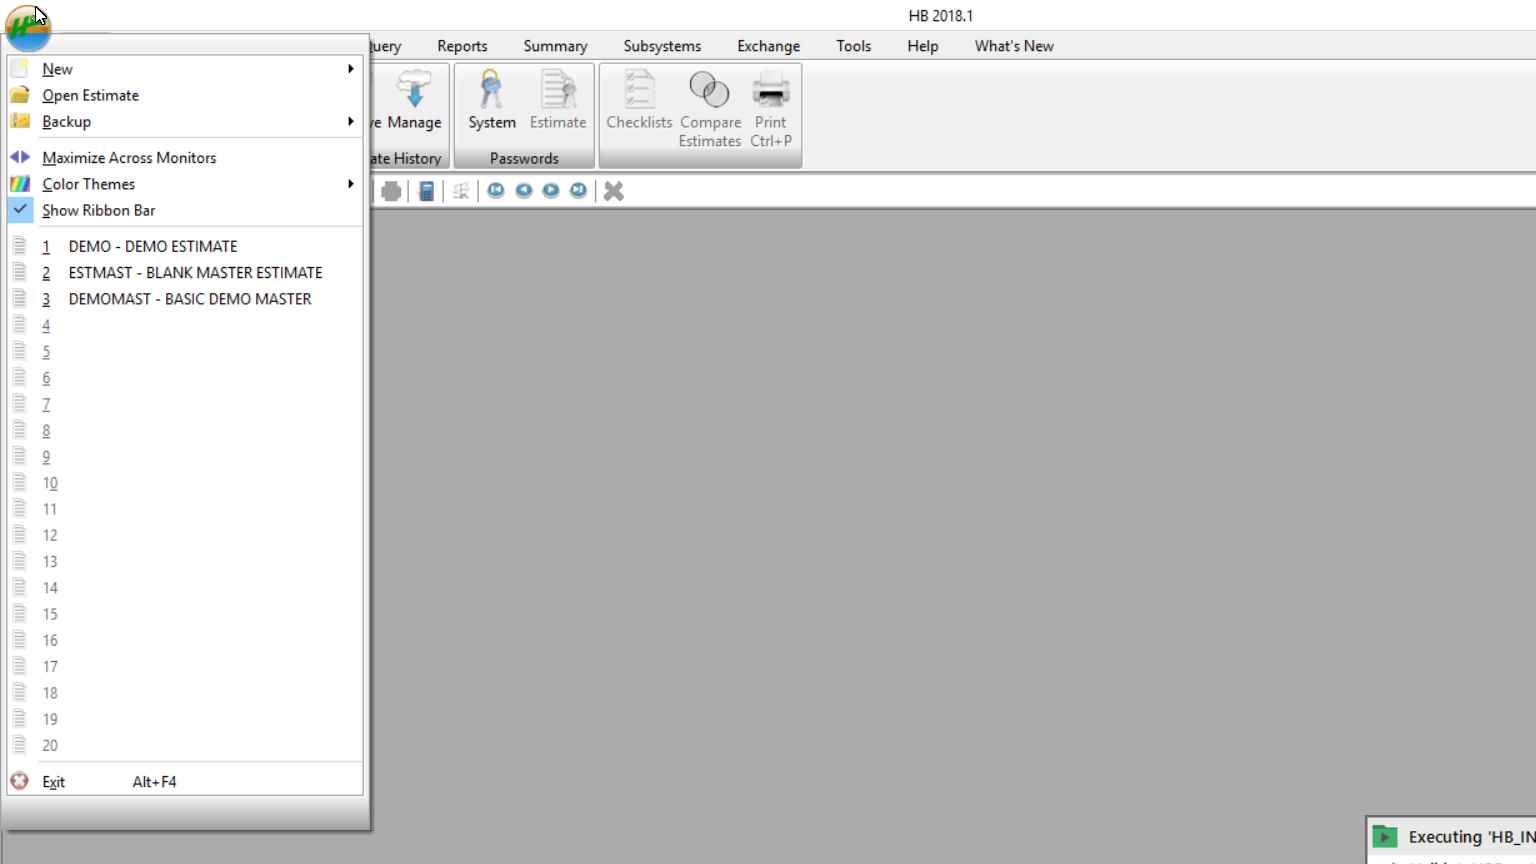 HB 2018.1
Reports Summary Subsystems Exchange Tools Help What's New
New
Open Estimate
Backup
Maximize Across Monitors
Color Themes
Show Ribbon Bar
1 DEMO - DEMO ESTIMATE
2 ESTMAST - BLANK MASTER ESTIMATE
3 DEMOMAST - BASIC DEMO MASTER
4
5
6
7
8
9
10
11
12
13
14
15
16
17
18
19
20
Exit Alt+F4
Manage
History
System Estimate
Passwords
Checklists Compare Estimates Print Ctrl+P
Executing 'HB_IN